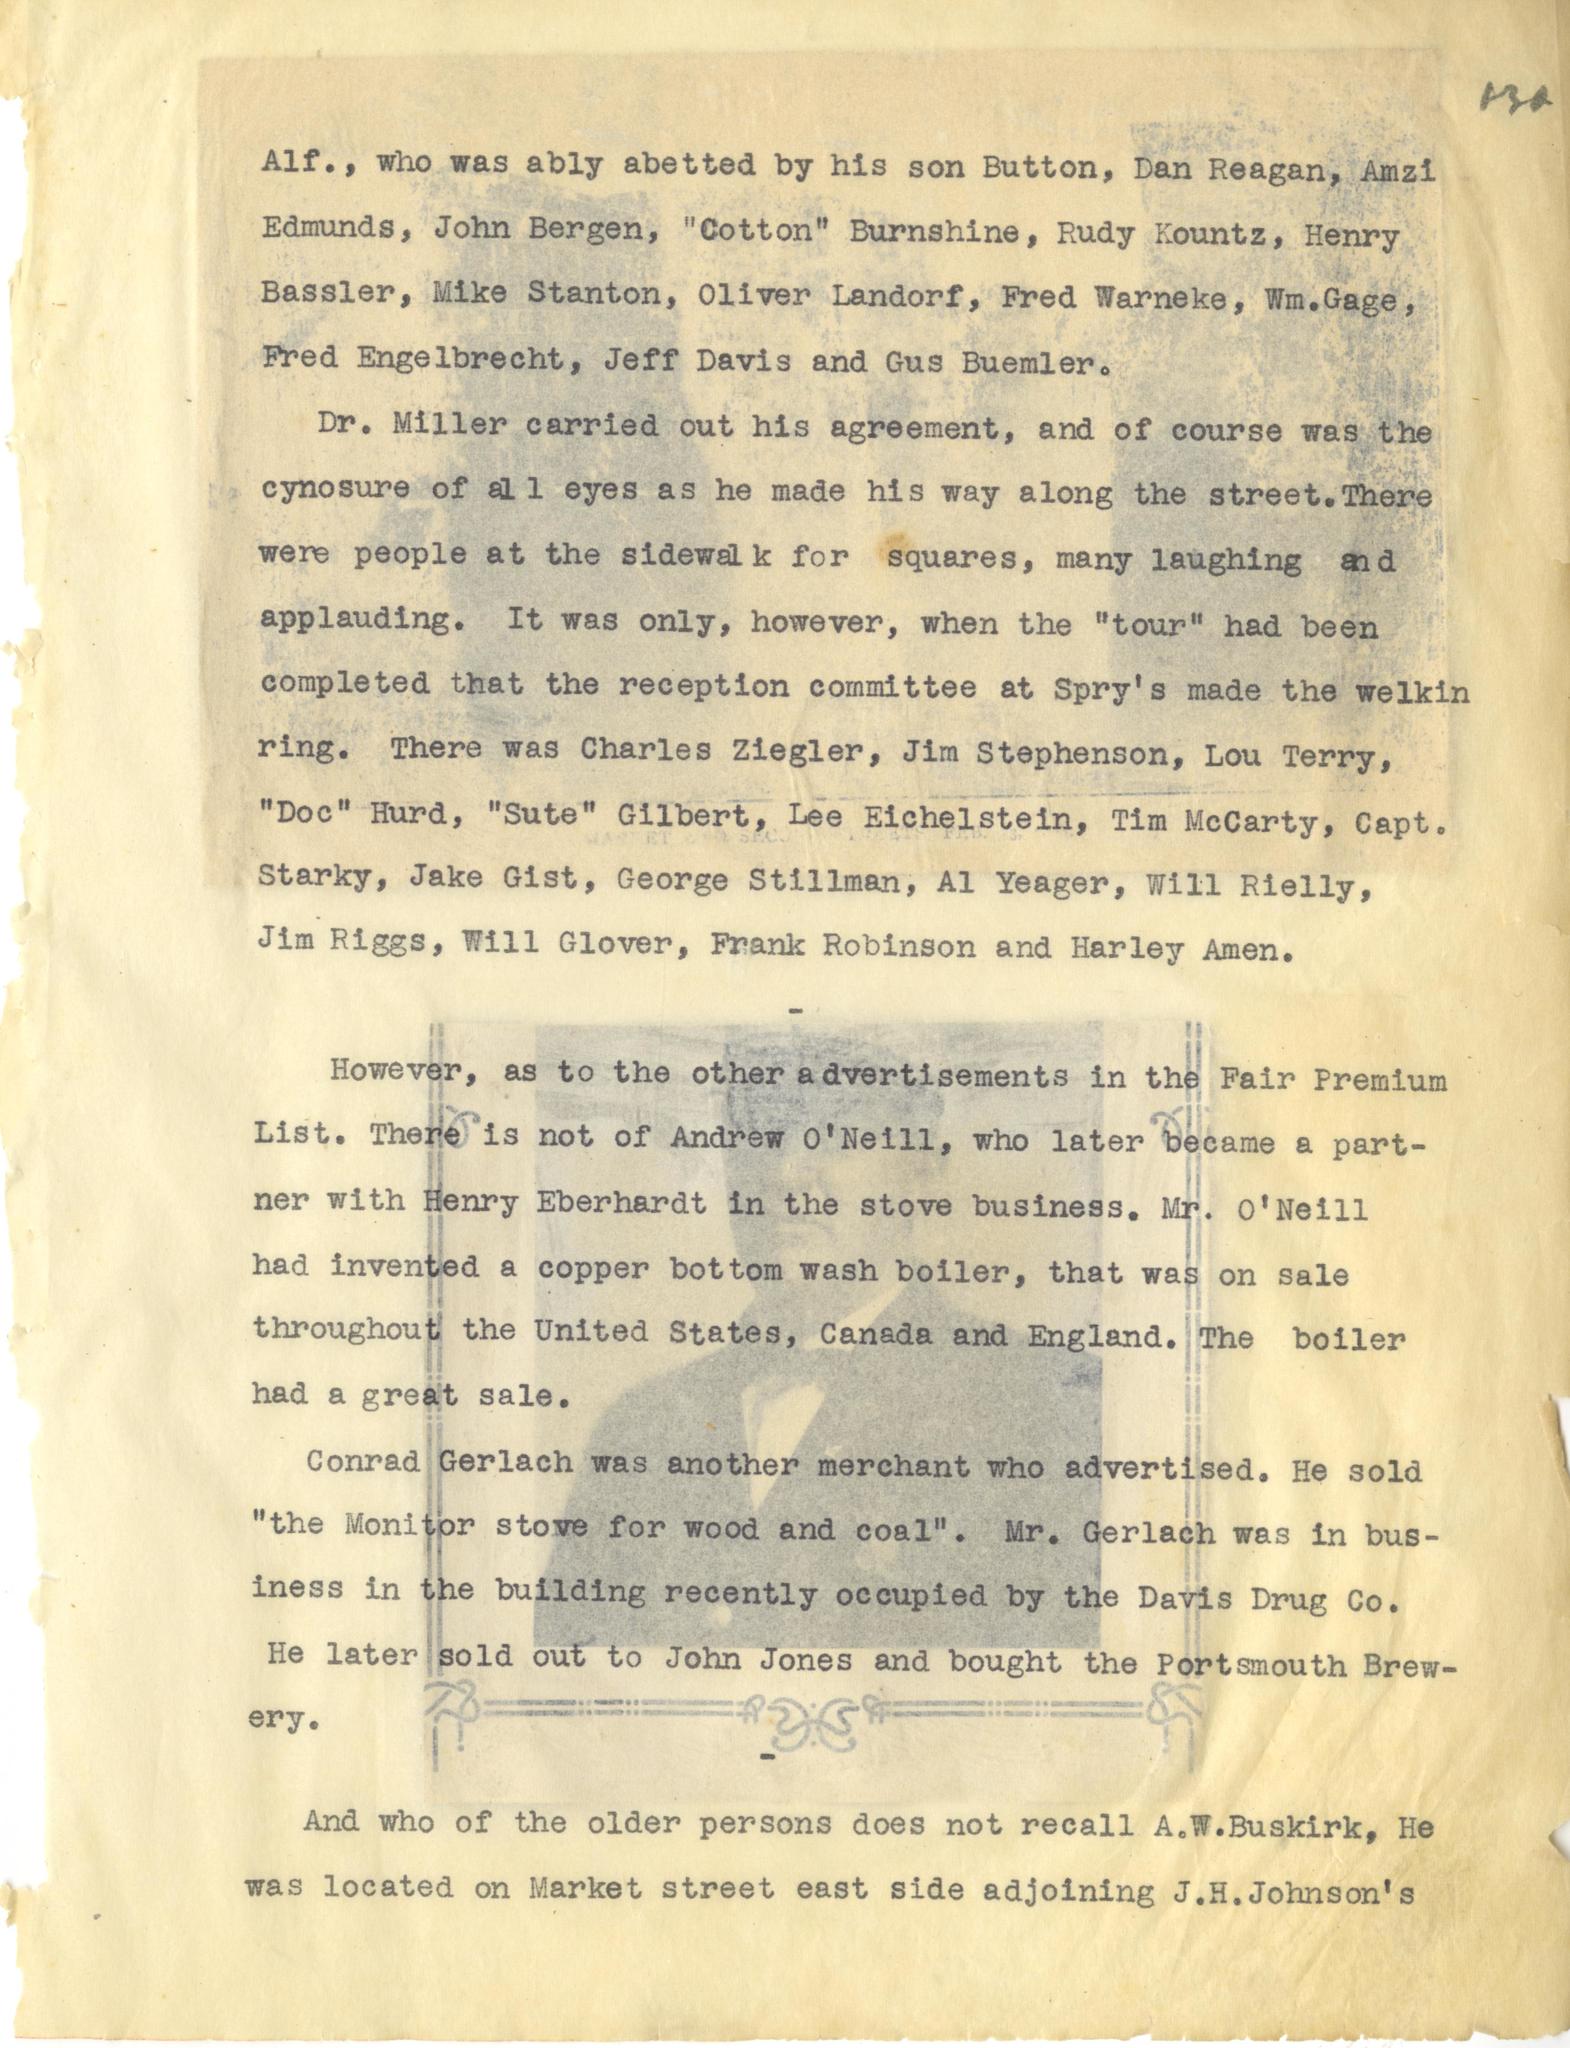 Alf., who was ably abetted by his son Button, Dan Reagan, Amzi
Edmunds, John Bergen, "Cotton" Burnshine, Rudy Kountz, Henry
Bassler, Mike Stanton, Oliver Landorf, Fred Warneke, Wm.Gage,
Fred Engelbrecht, Jeff Davis and Gus Buemler.
Dr. Miller carried out his agreement, and of course was the
cynosure of all eyes as he made his way along the street.There
were people at the sidewalk for squares, many laughing and
applauding. It was only, however, when the "tour" had been
completed that the reception committee at Spry's made the welkin
ring. There was Charles Ziegler, Jim Stephenson, Lou Terry,
"Doc" Hurd, "Sute" Gilbert, Lee Eichelstein, Tim McCarty, Capt.
Starky, Jake Gist, George Stillman, Al Yeager, Will Rielly,
Jim Riggs, Will Glover, Frank Robinson and Harley Amen.
-
However, as to the other advertisements in the Fair Premium
List. There is not of Andrew O'Neill, who later became a part-
ner with Henry Eberhardt in the stove business. Mr. O'Neill
had invented a copper bottom wash boiler, that was on sale
throughout the United States, Canada and England. The boiler
had a great sale.
Conrad Gerlach was another merchant who advertised. He sold
"the Monitor stove for wood and coal". Mr. Gerlach was in bus-
iness in the building recently occupied by the Davis Drug Co.
He later sold out to John Jones and bought the Portsmouth Brew-
ery.
-
And who of the older persons does not recall A.W.Buskirk, He
was located on Market street east side adjoining J.H.Johnson's